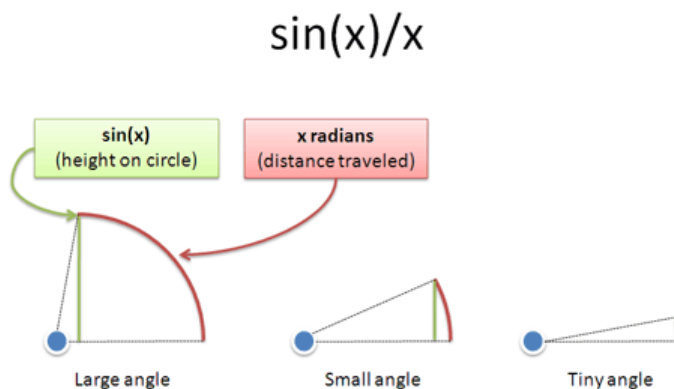 sin(x)/x
sin(x)
(height on circle)
x radians
(distance traveled)
Large angle
Small angle
Tiny angle